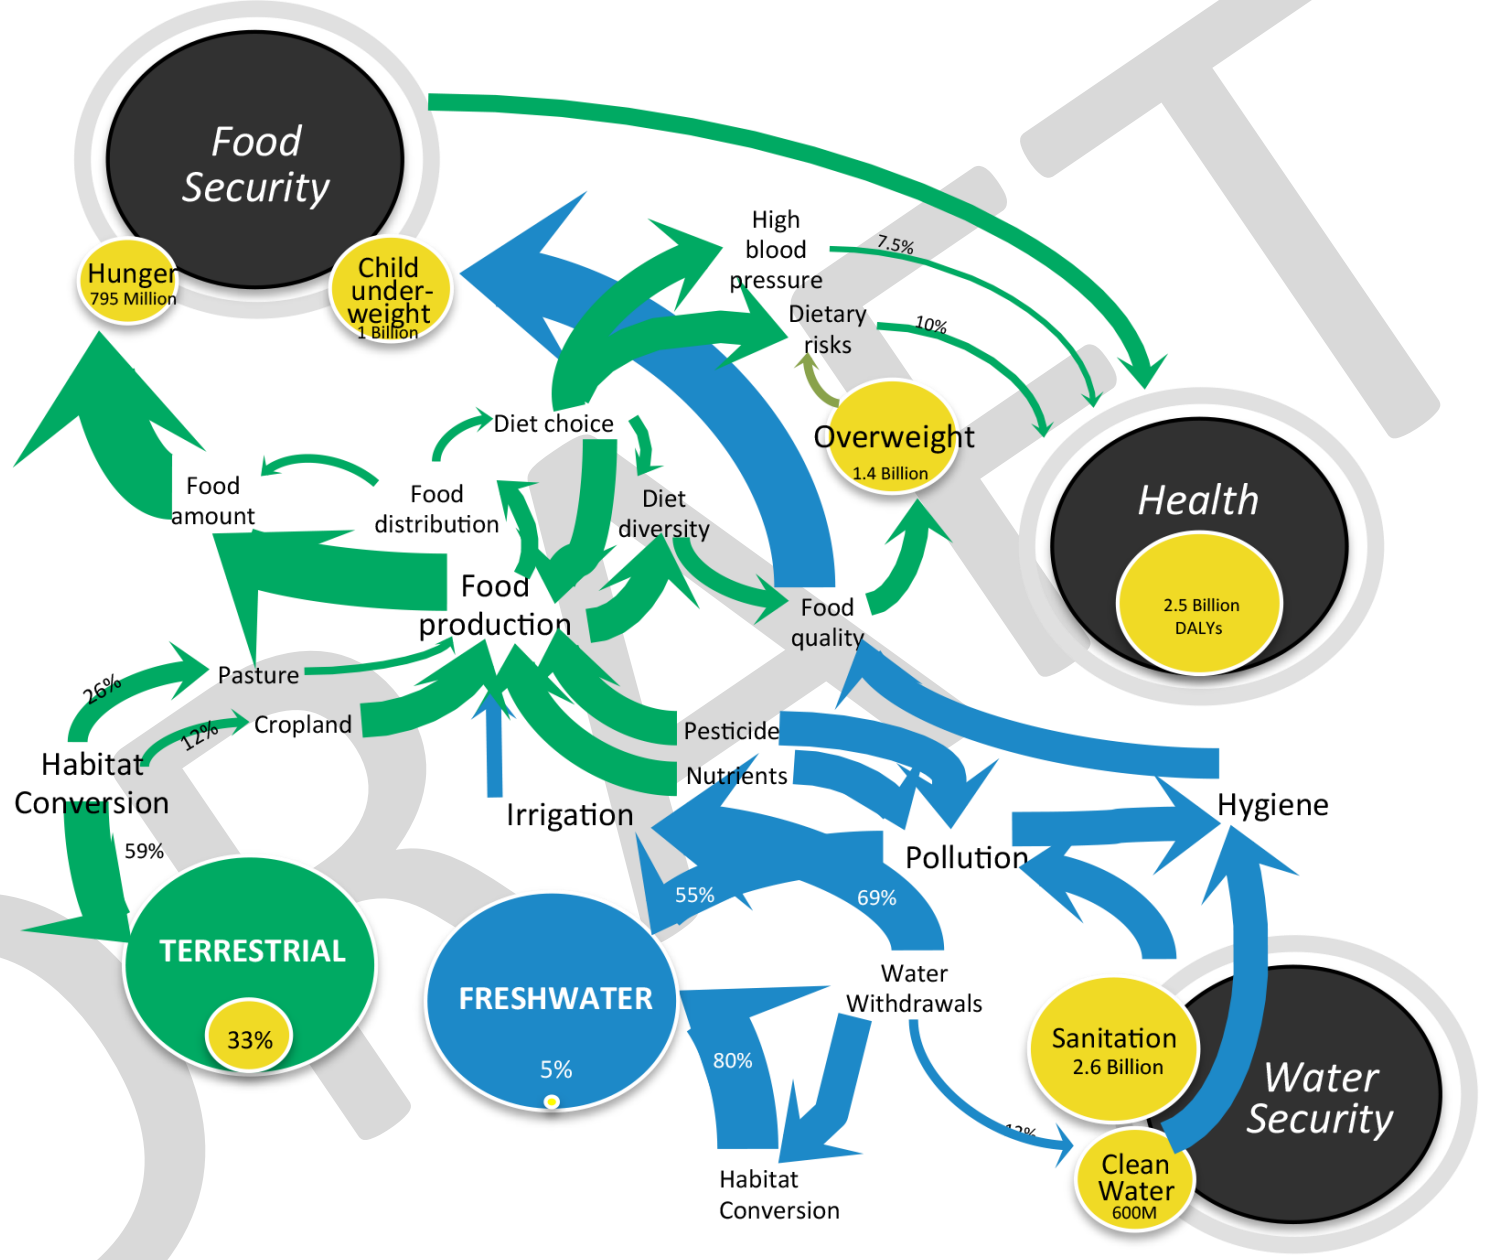 Food
Security
Hunger
795 Million
Child
under-
weight
1 Billion
High
blood
pressure
7.5%
Dietary
risks
10%
Overweight
1.4 Billion
Health
2.5 Billion
DALYs
Diet choice
Food
amount
Food
distribution
Diet
diversity
Food
production
Food
quality
26%
Pasture
12%
Cropland
Habitat
Conversion
59%
Pesticide
Nutrients
Irrigation
Pollution
Hygiene
55%
69%
TERRESTRIAL
33%
FRESHWATER
5%
Water
Withdrawals
80%
Habitat
Conversion
12%
Sanitation
2.6 Billion
Clean
Water
600M
Water
Security
DRAFT